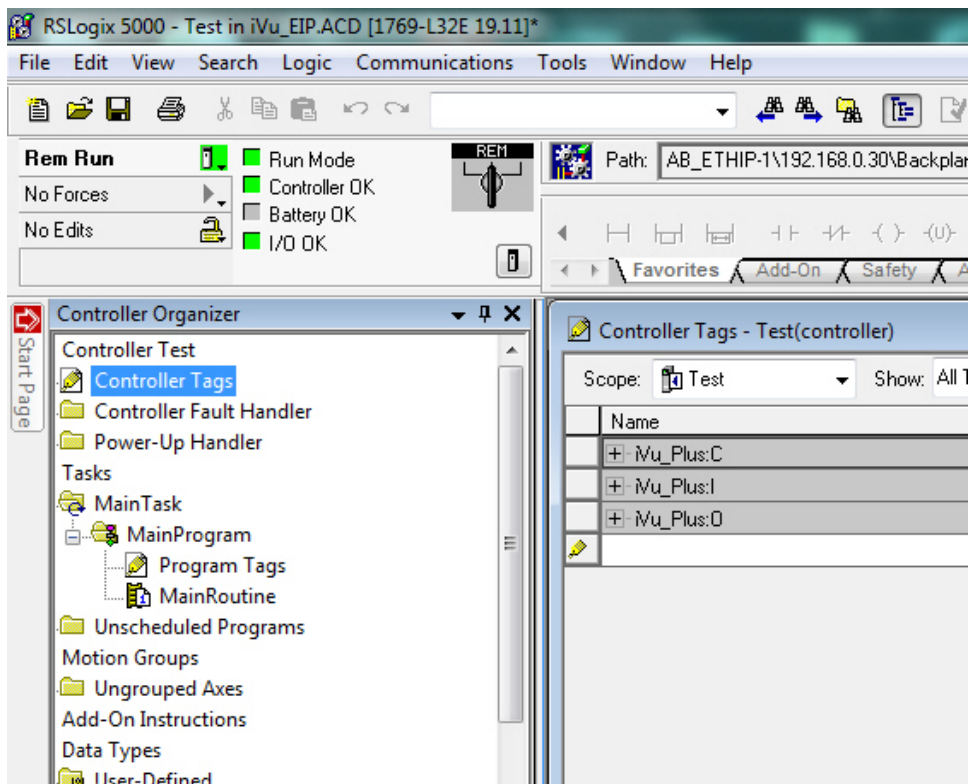 RSLogix 5000 - Test in iVu_EIP.ACD [1769-L32E 19.11]*
File Edit View Search Logic Communications Tools Window Help
Rem Run
No Forces
No Edits
Run Mode
Controller OK
Battery OK
I/O OK
REM
Path: AB_ETHIP-1\192.168.0.30\Backplan
Favorites Add-On Safety A
Start Page
Controller Organizer
Controller Test
Controller Tags
Controller Fault Handler
Power-Up Handler
Tasks
MainTask
MainProgram
Program Tags
MainRoutine
Unscheduled Programs
Motion Groups
Ungrouped Axes
Add-On Instructions
Data Types
User-Defined
Controller Tags - Test(controller)
Scope: Test Show: All T
Name
iVu_Plus:C
iVu_Plus:I
iVu_Plus:O